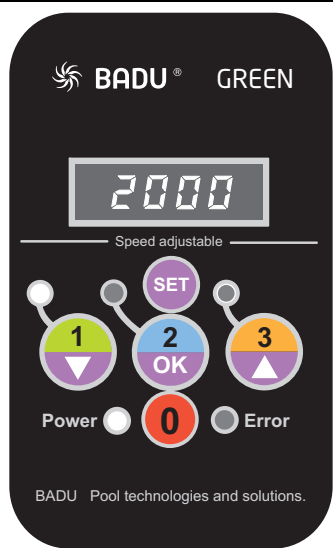 BADU® GREEN
2000
Speed adjustable
SET
1 2 3
OK
Power 0 Error
BADU Pool technologies and solutions.